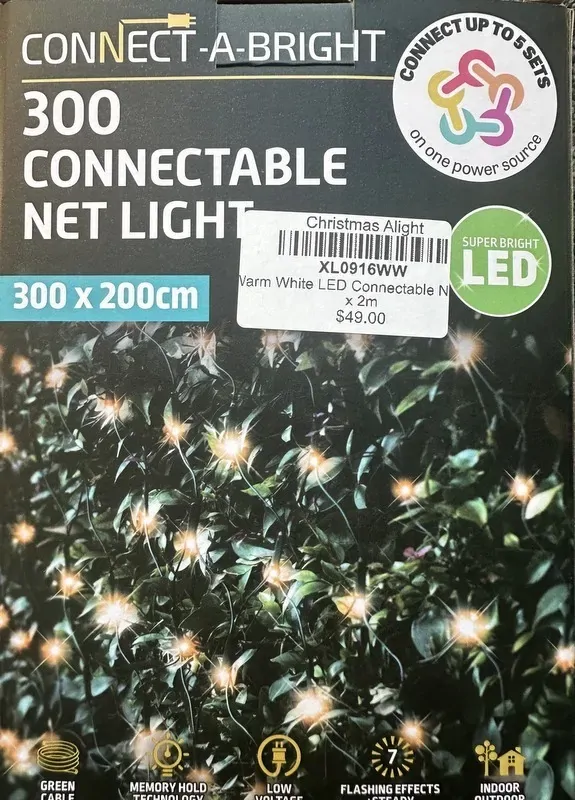 CONNECT-A-BRIGHT
CONNECT UP TO 5 SETS
on one power source
300
CONNECTABLE
NET LIGHT
SUPER BRIGHT
LED
Christmas Alight
XL0916WW
Warm White LED Connectable N
x 2m
$49.00
300 x 200cm
GREEN
CABLE
MEMORY HOLD
TECHNOLOGY
LOW
VOLTAGE
7
FLASHING EFFECTS
STEADY
INDOOR
OUTDOOR